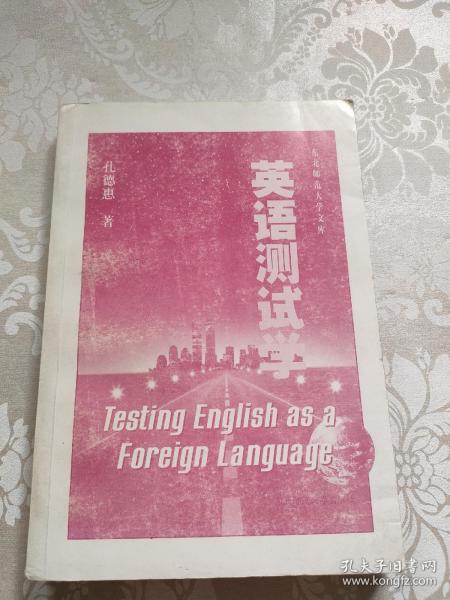 东北师范大学文库
英语测试学
孔德惠 著
Testing English as a
Foreign Language
孔夫子旧书网
www.kongfz.com